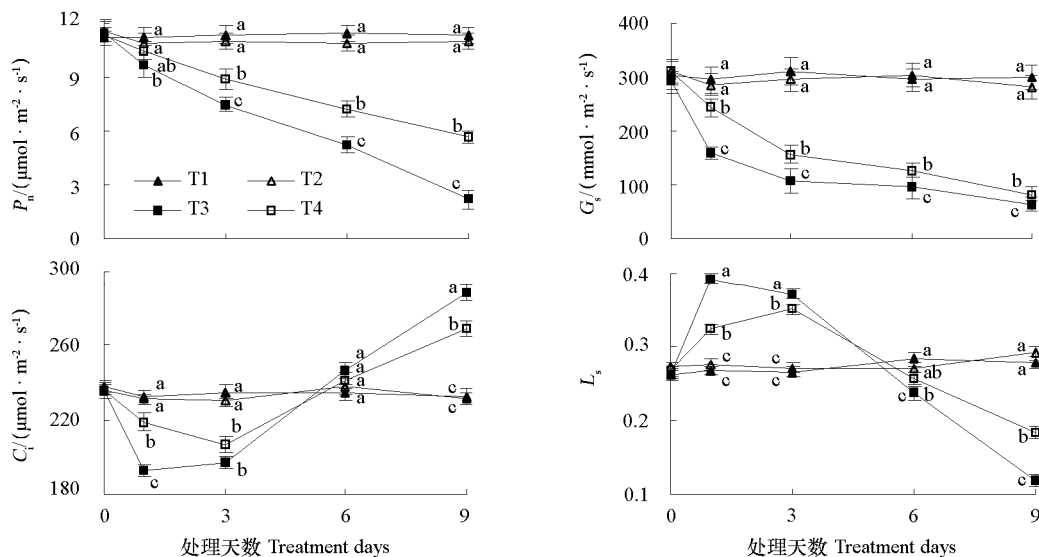 12
9
6
3
0
Pn/(μmol · m-2 · s-1)
a a a a
a a a a
ab b b b
b c c c
T1 T2
T3 T4
400
300
200
100
0
Gs/(mmol · m-2 · s-1)
a a a a
a a a a
b b b b
c c c c
300
260
220
180
Ci/(μmol · m-2 · s-1)
a a a a
a a a b
b b a c
c b a c
0 3 6 9
处理天数 Treatment days
0.4
0.3
0.2
0.1
Ls
a a a a
b b ab a
c c b b
c c c c
0 3 6 9
处理天数 Treatment days